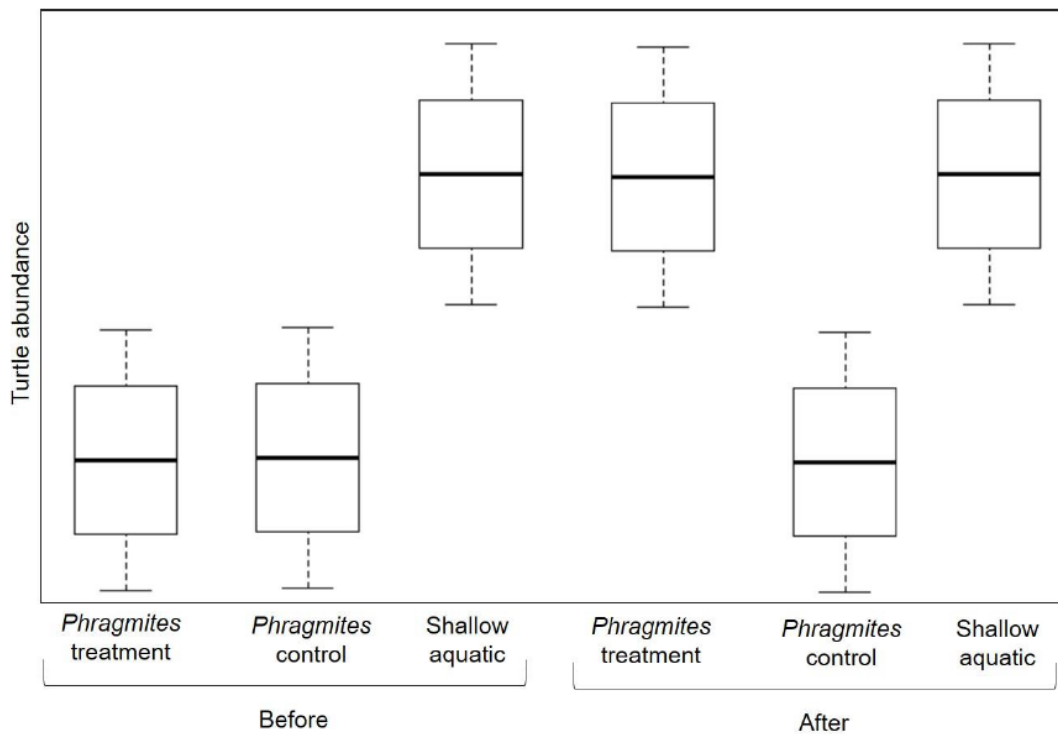 Turtle abundance
Phragmites
treatment
Phragmites
control
Shallow
aquatic
Phragmites
treatment
Phragmites
control
Shallow
aquatic
Before
After